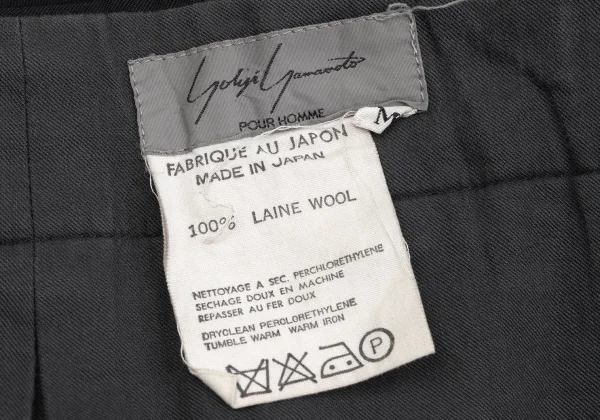 Yohji Yamamoto
POUR HOMME
M
FABRIQUE AU JAPON
MADE IN JAPAN
100% LAINE WOOL
NETTOYAGE A SEC. PERCHLORETHYLENE
SECHAGE DOUX EN MACHINE
REPASSER AU FER DOUX
DRYCLEAN PERCLORETHYLENE
TUMBLE WARM WARM IRON
P